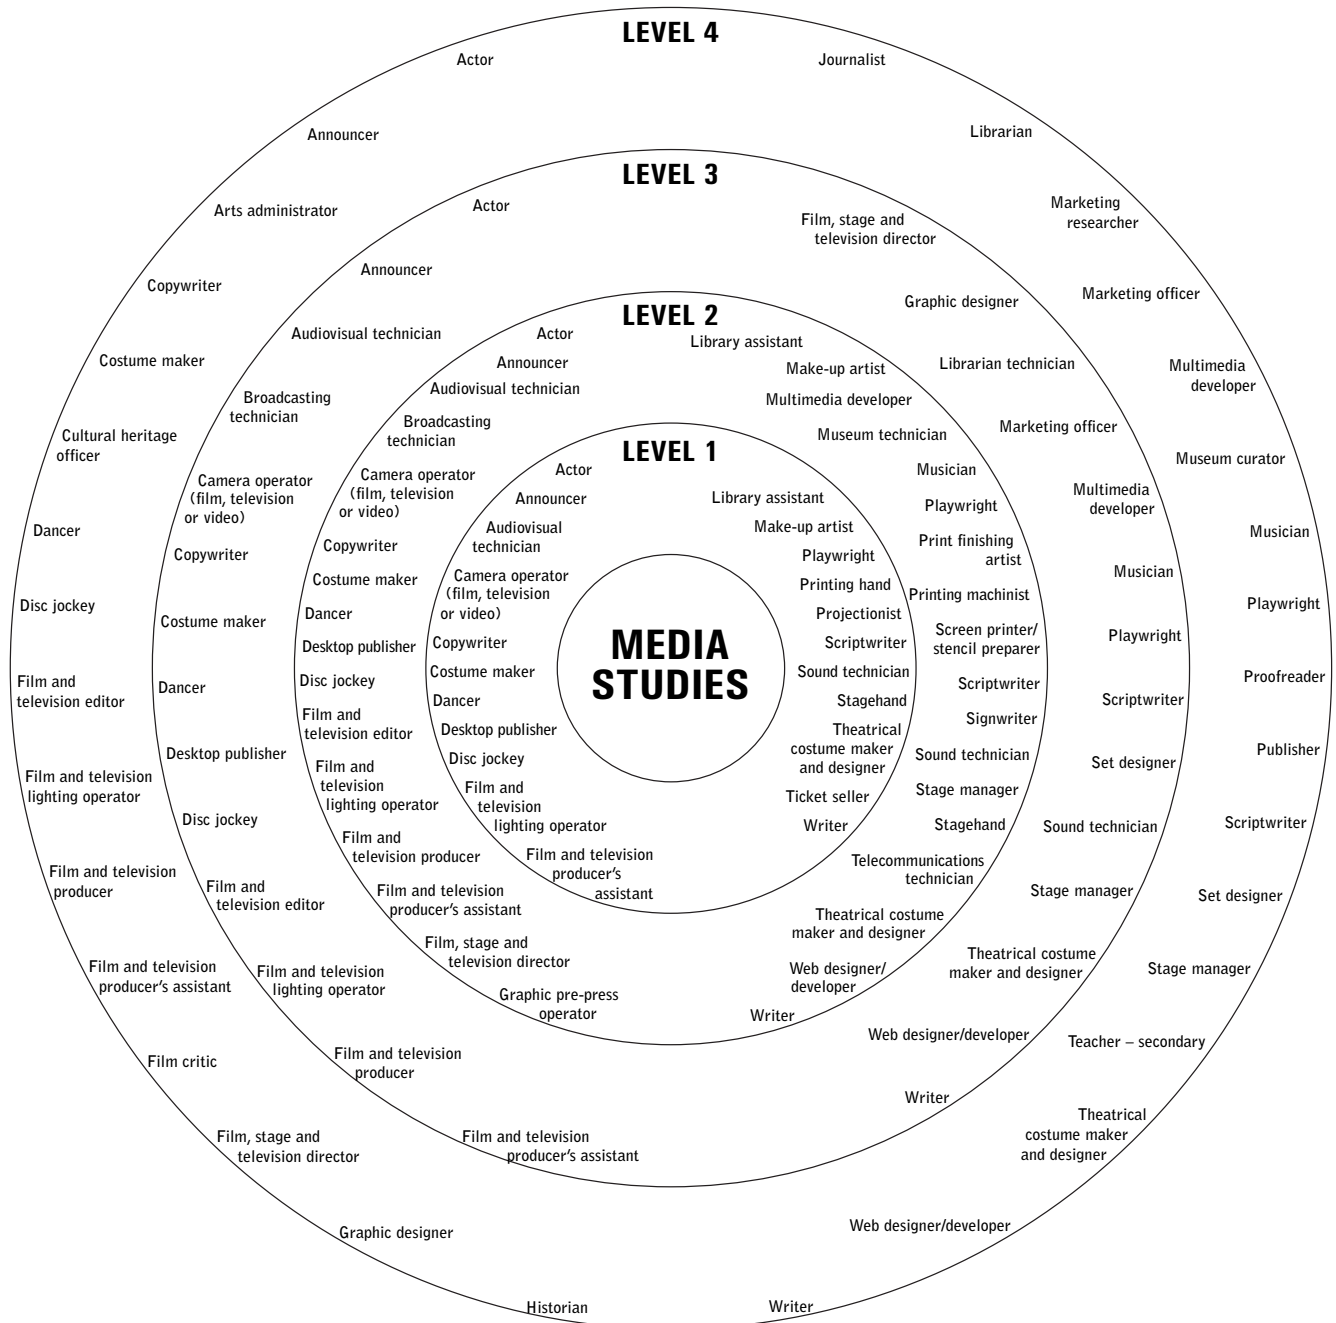 LEVEL 4
Actor
Announcer
Arts administrator
Copywriter
Costume maker
Cultural heritage
officer
Dancer
Disc jockey
Film and
television editor
Film and television
lighting operator
Film and television
producer
Film and television
producer's assistant
Film critic
Film, stage and
television director
Graphic designer
Historian
Journalist
Librarian
Marketing
researcher
Marketing officer
Multimedia
developer
Museum curator
Musician
Playwright
Proofreader
Publisher
Scriptwriter
Set designer
Stage manager
Teacher – secondary
Theatrical
costume maker
and designer
Web designer/developer
Writer
LEVEL 3
Actor
Announcer
Audiovisual technician
Broadcasting
technician
Camera operator
(film, television
or video)
Copywriter
Costume maker
Dancer
Desktop publisher
Disc jockey
Film and
television editor
Film and television
lighting operator
Film and television
producer
Film and television
producer's assistant
Film, stage and
television director
Graphic designer
Librarian technician
Marketing officer
Multimedia
developer
Musician
Playwright
Scriptwriter
Set designer
Sound technician
Stage manager
Theatrical costume
maker and designer
Web designer/developer
Writer
LEVEL 2
Actor
Announcer
Audiovisual technician
Broadcasting
technician
Camera operator
(film, television
or video)
Copywriter
Costume maker
Dancer
Desktop publisher
Disc jockey
Film and
television editor
Film and
television
lighting operator
Film and
television producer
Film and television
producer's assistant
Film, stage and
television director
Graphic pre-press
operator
Library assistant
Make-up artist
Multimedia developer
Museum technician
Musician
Playwright
Print finishing
artist
Printing machinist
Screen printer/
stencil preparer
Scriptwriter
Signwriter
Sound technician
Stage manager
Stagehand
Telecommunications
technician
Theatrical costume
maker and designer
Web designer/
developer
Writer
LEVEL 1
Actor
Announcer
Audiovisual
technician
Camera operator
(film, television
or video)
Copywriter
Costume maker
Dancer
Desktop publisher
Disc jockey
Film and
television
lighting operator
Film and television
producer's
assistant
Library assistant
Make-up artist
Playwright
Printing hand
Projectionist
Scriptwriter
Sound technician
Stagehand
Theatrical
costume maker
and designer
Ticket seller
Writer
MEDIA
STUDIES